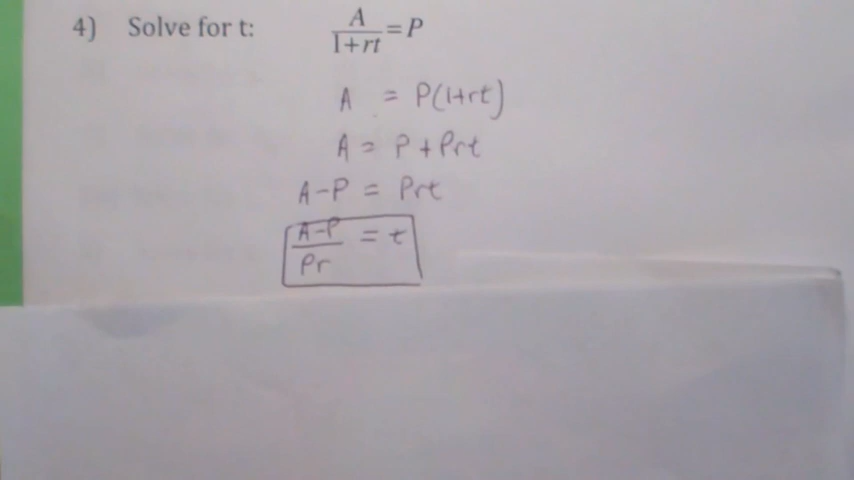 4) Solve for t: A/(1+rt) = P
A = P(1+rt)
A = P + Prt
A-P = Prt
(A-P)/Pr = t